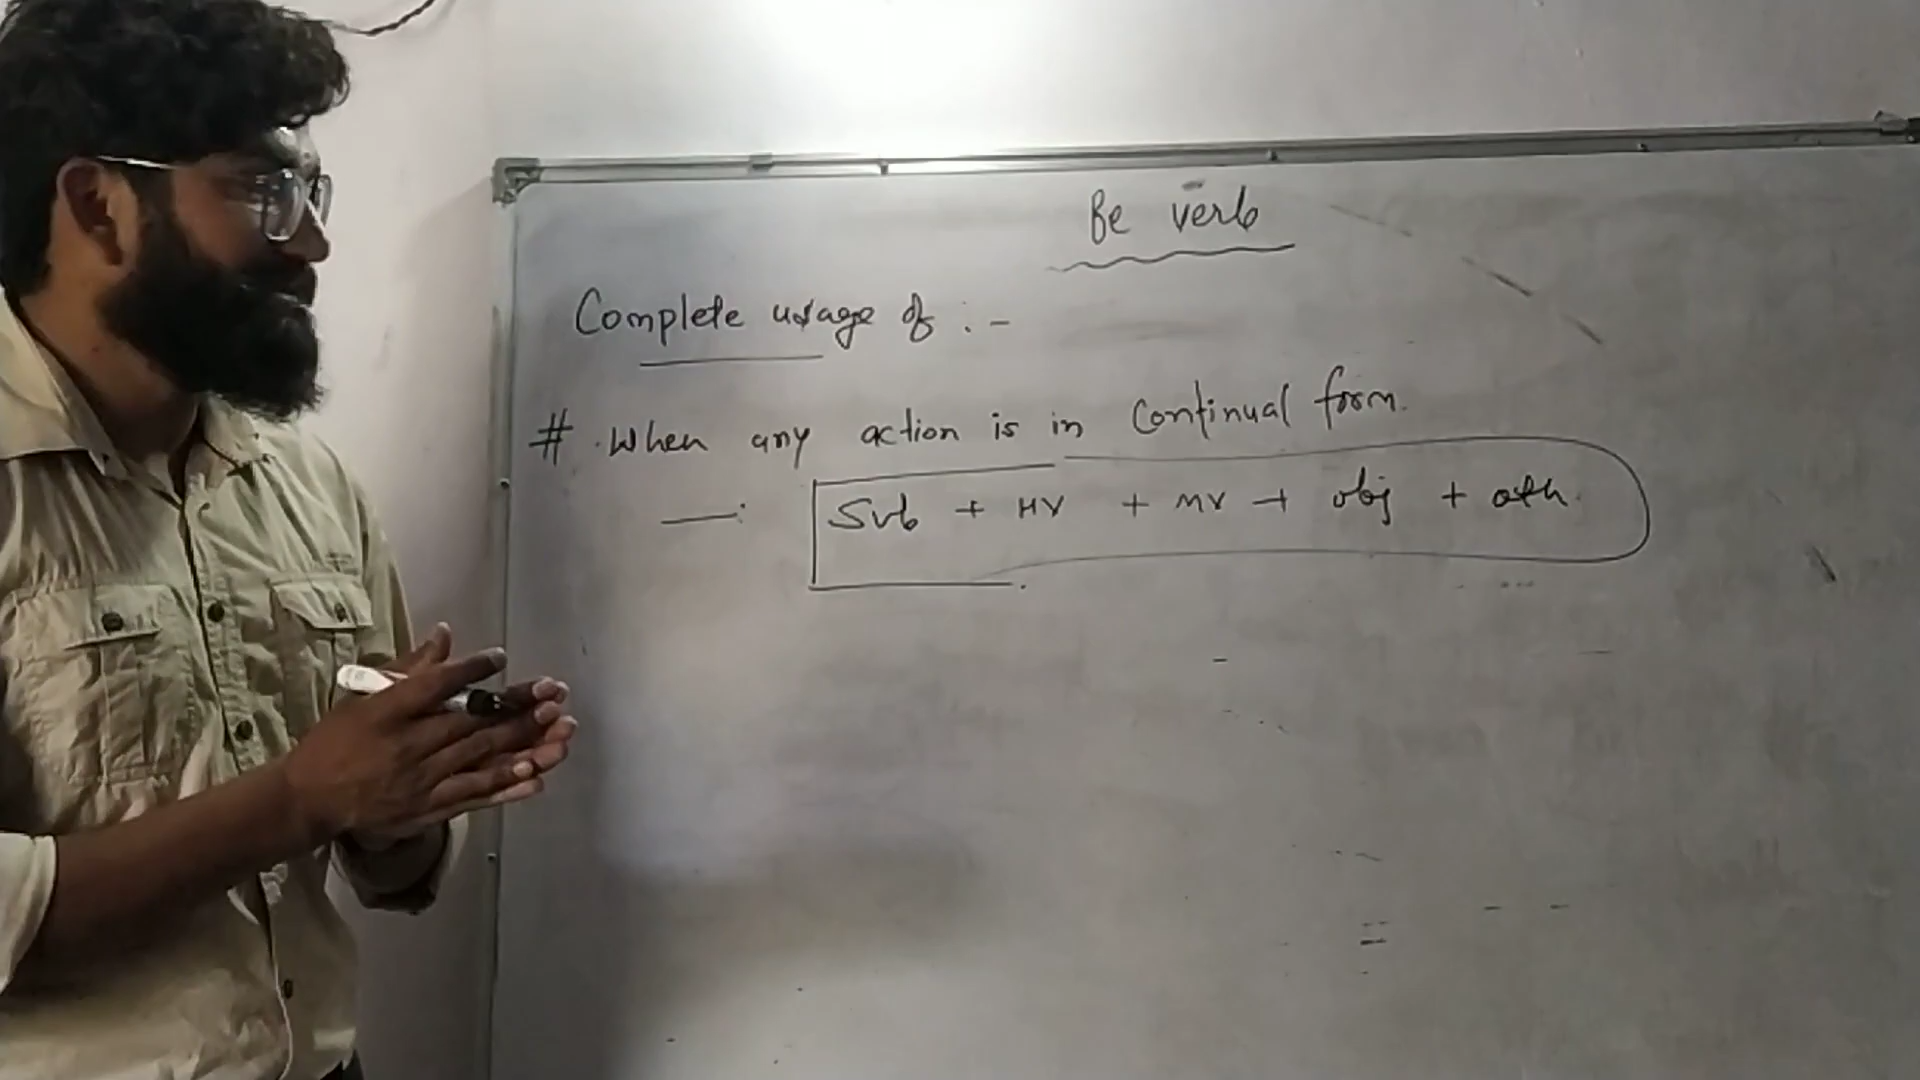 Be verb
Complete usage of :-
# When any action is in Continual form.
—: Sub + HV + MV + obj + oth.